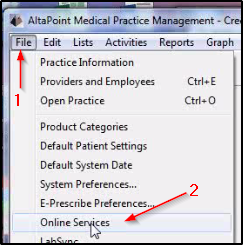 AltaPoint Medical Practice Management - Cre
File Edit Lists Activities Reports Graph
1
Practice Information
Providers and Employees Ctrl+E
Open Practice Ctrl+O
Product Categories
Default Patient Settings
Default System Date
System Preferences...
E-Prescribe Preferences...
2
Online Services
LabSync